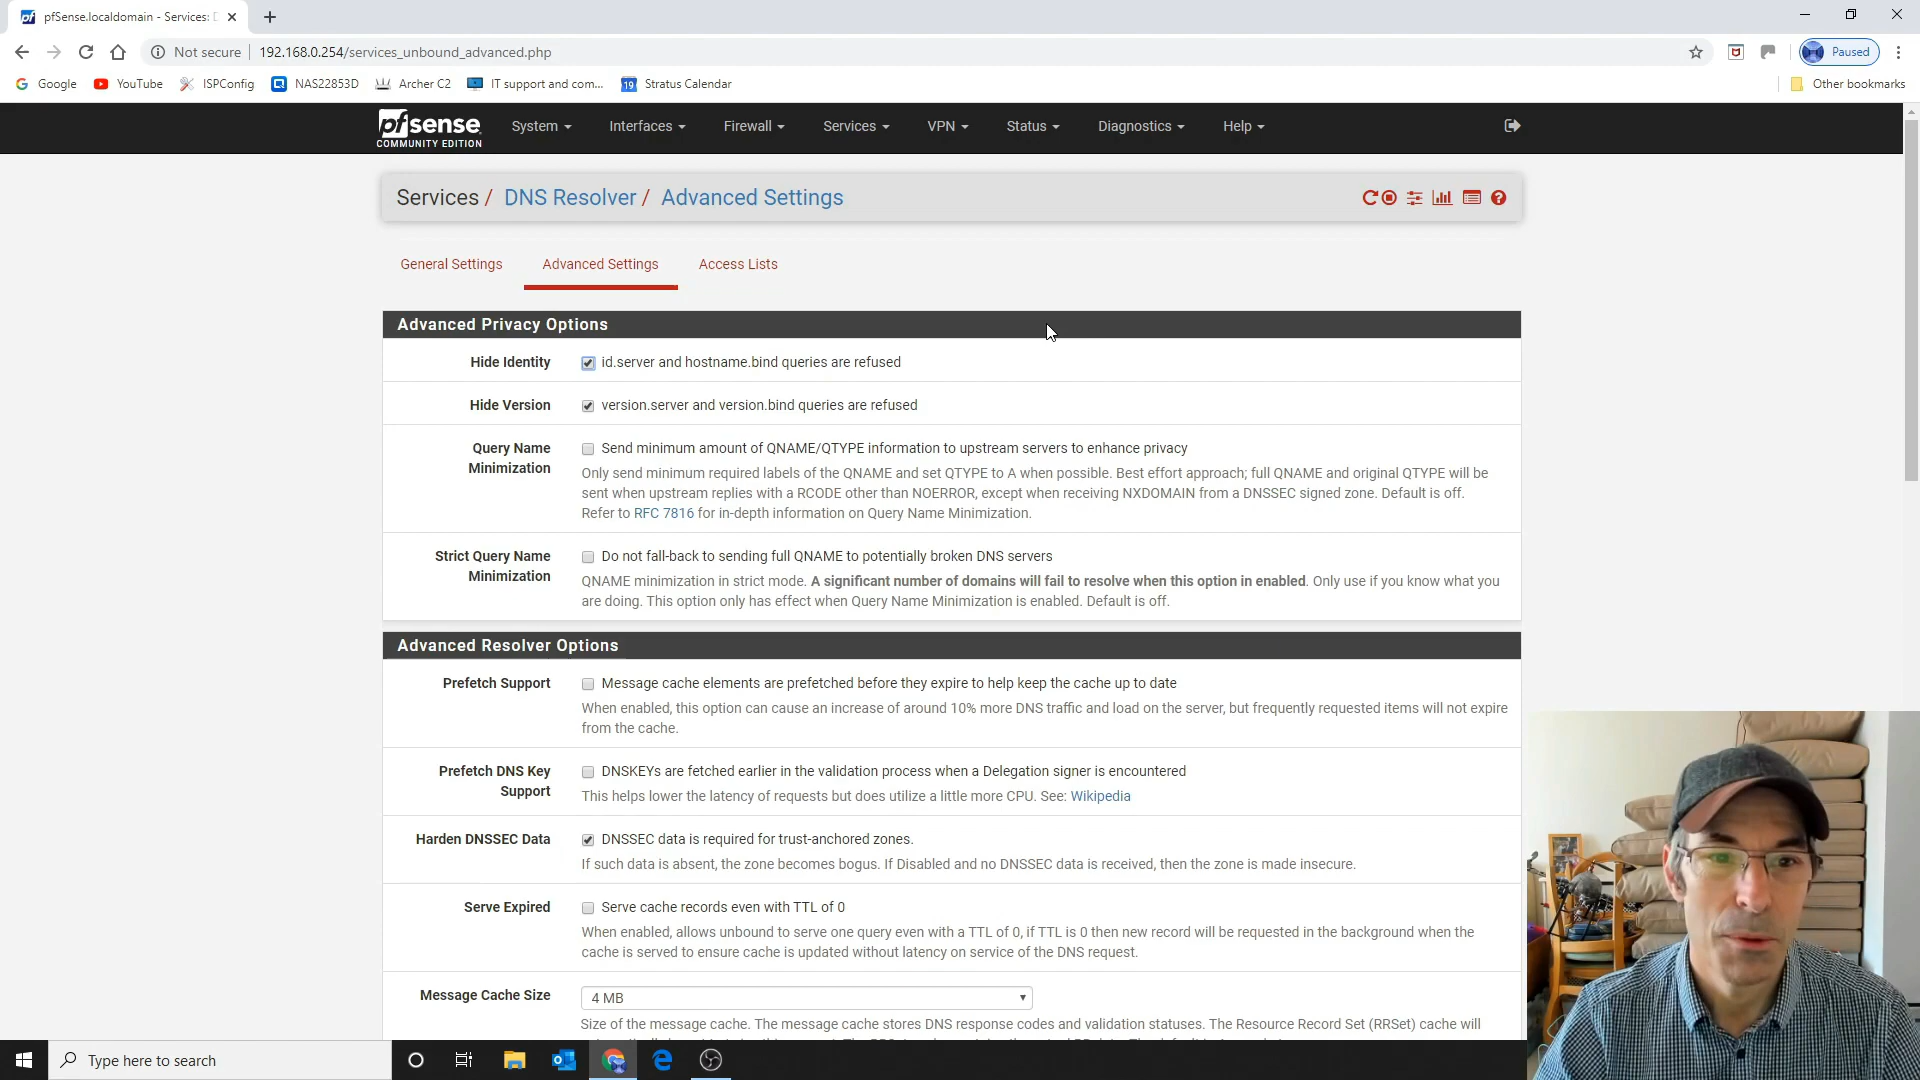 pfSense.localdomain - Services: D
Not secure
192.168.0.254/services_unbound_advanced.php
Paused
Google
YouTube
ISPConfig
NAS22853D
Archer C2
IT support and com...
19
Stratus Calendar
Other bookmarks
pfsense
COMMUNITY EDITION
System
Interfaces
Firewall
Services
VPN
Status
Diagnostics
Help
Services / DNS Resolver / Advanced Settings
General Settings
Advanced Settings
Access Lists
Advanced Privacy Options
Hide Identity
id.server and hostname.bind queries are refused
Hide Version
version.server and version.bind queries are refused
Query Name
Minimization
Send minimum amount of QNAME/QTYPE information to upstream servers to enhance privacy
Only send minimum required labels of the QNAME and set QTYPE to A when possible. Best effort approach; full QNAME and original QTYPE will be
sent when upstream replies with a RCODE other than NOERROR, except when receiving NXDOMAIN from a DNSSEC signed zone. Default is off.
Refer to RFC 7816 for in-depth information on Query Name Minimization.
Strict Query Name
Minimization
Do not fall-back to sending full QNAME to potentially broken DNS servers
QNAME minimization in strict mode. A significant number of domains will fail to resolve when this option in enabled. Only use if you know what you
are doing. This option only has effect when Query Name Minimization is enabled. Default is off.
Advanced Resolver Options
Prefetch Support
Message cache elements are prefetched before they expire to help keep the cache up to date
When enabled, this option can cause an increase of around 10% more DNS traffic and load on the server, but frequently requested items will not expire
from the cache.
Prefetch DNS Key
Support
DNSKEYs are fetched earlier in the validation process when a Delegation signer is encountered
This helps lower the latency of requests but does utilize a little more CPU. See: Wikipedia
Harden DNSSEC Data
DNSSEC data is required for trust-anchored zones.
If such data is absent, the zone becomes bogus. If Disabled and no DNSSEC data is received, then the zone is made insecure.
Serve Expired
Serve cache records even with TTL of 0
When enabled, allows unbound to serve one query even with a TTL of 0, if TTL is 0 then new record will be requested in the background when the
cache is served to ensure cache is updated without latency on service of the DNS request.
Message Cache Size
4 MB
Size of the message cache. The message cache stores DNS response codes and validation statuses. The Resource Record Set (RRSet) cache will
Type here to search